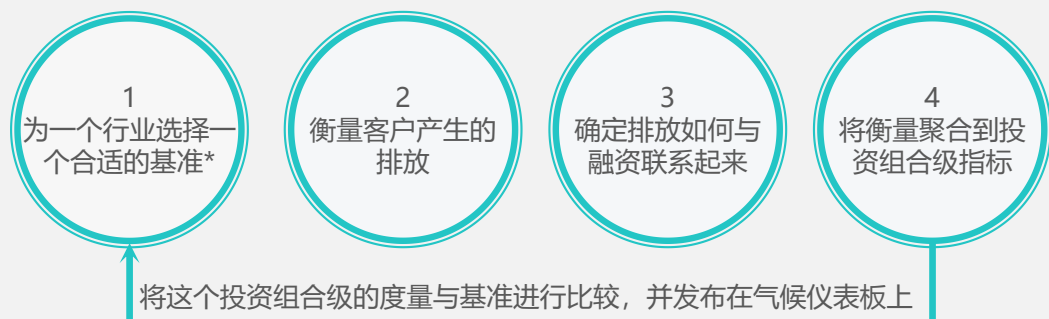 1
为一个行业选择一
个合适的基准*
2
衡量客户产生的
排放
3
确定排放如何与
融资联系起来
4
将衡量聚合到投
资组合级指标
将这个投资组合级的度量与基准进行比较，并发布在气候仪表板上